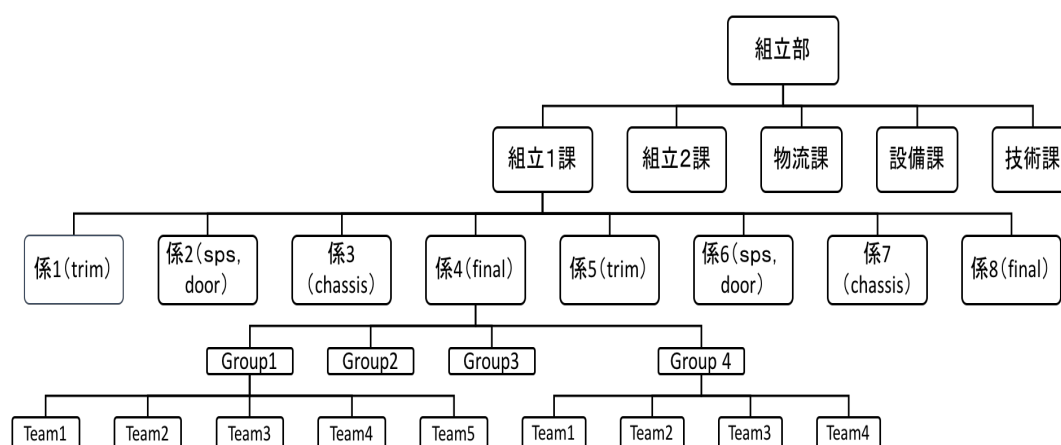 組立部
組立1課
組立2課
物流課
設備課
技術課
係1(trim)
係2(sps,
door)
係3
(chassis)
係4(final)
係5(trim)
係6(sps,
door)
係7
(chassis)
係8(final)
Group1
Group2
Group3
Group 4
Team1
Team2
Team3
Team4
Team5
Team1
Team2
Team3
Team4